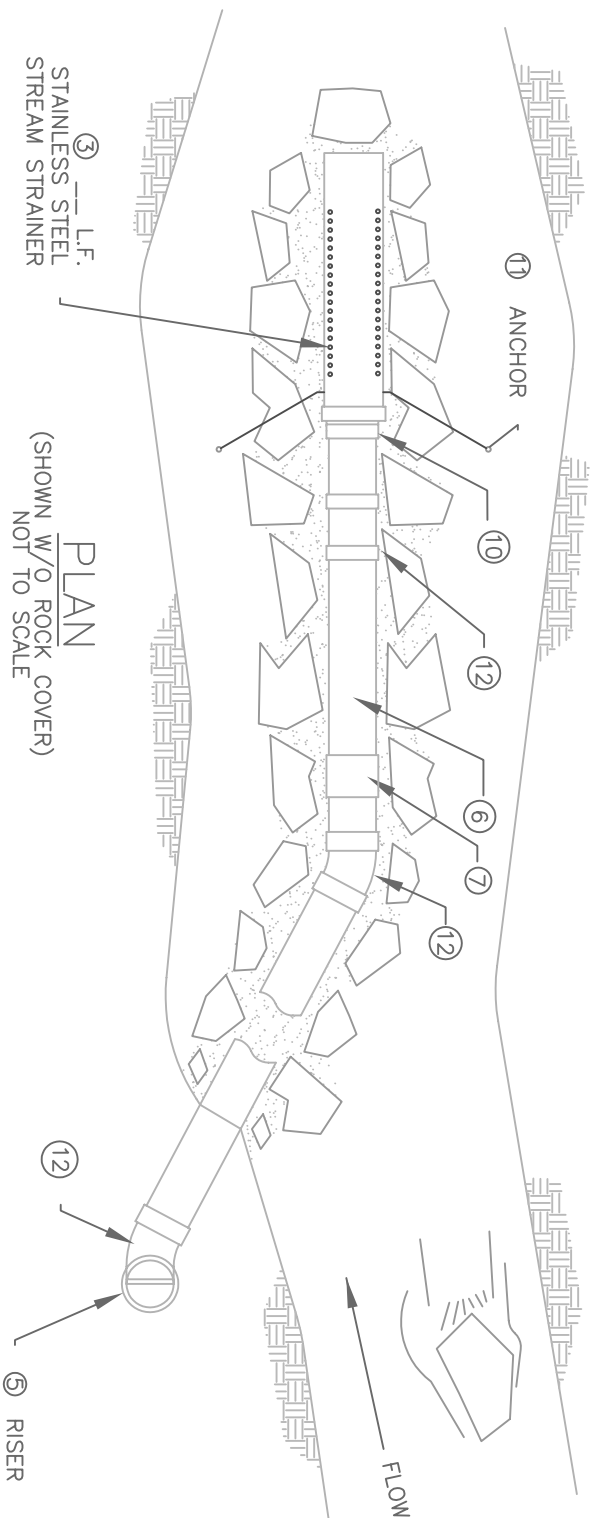 ⑪ ANCHOR
⑩
⑫
⑥
⑦
⑫
FLOW
③ __ L.F.
STAINLESS STEEL
STREAM STRAINER
PLAN
(SHOWN W/O ROCK COVER)
NOT TO SCALE
⑫
⑤ RISER